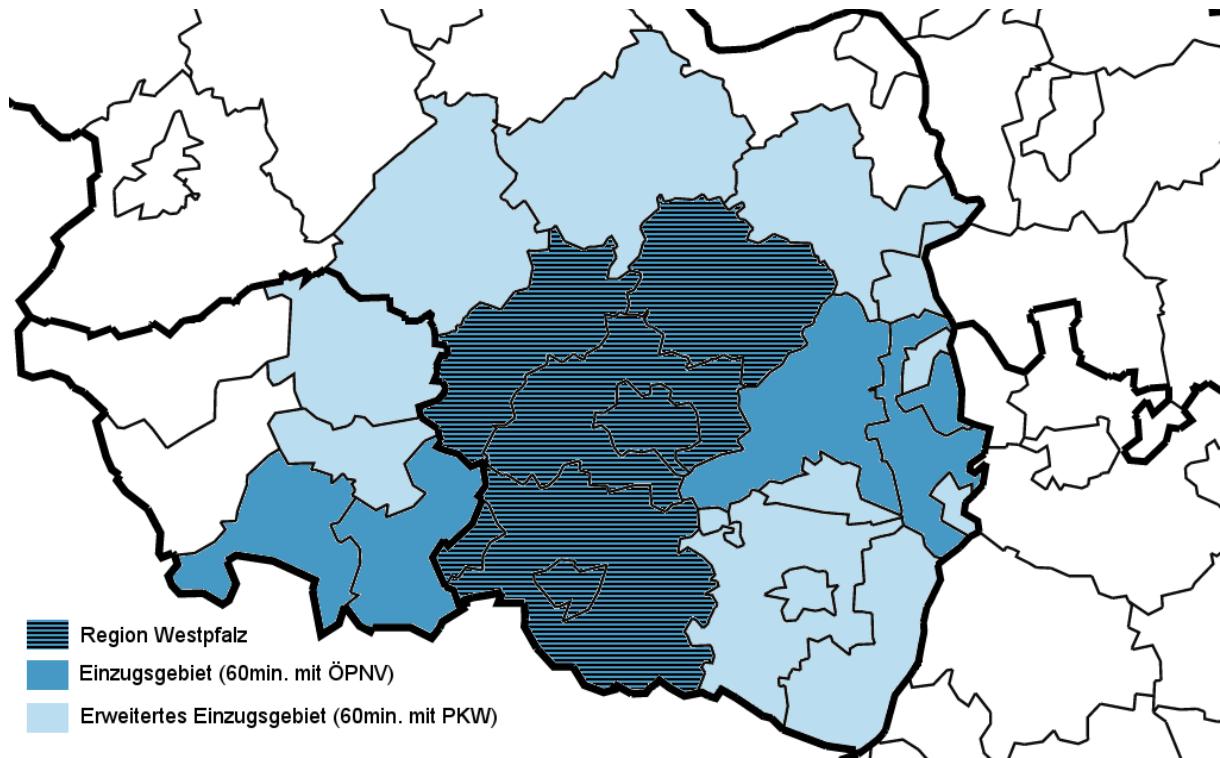 Region Westpfalz
Einzugsgebiet (60min. mit ÖPNV)
Erweitertes Einzugsgebiet (60min. mit PKW)